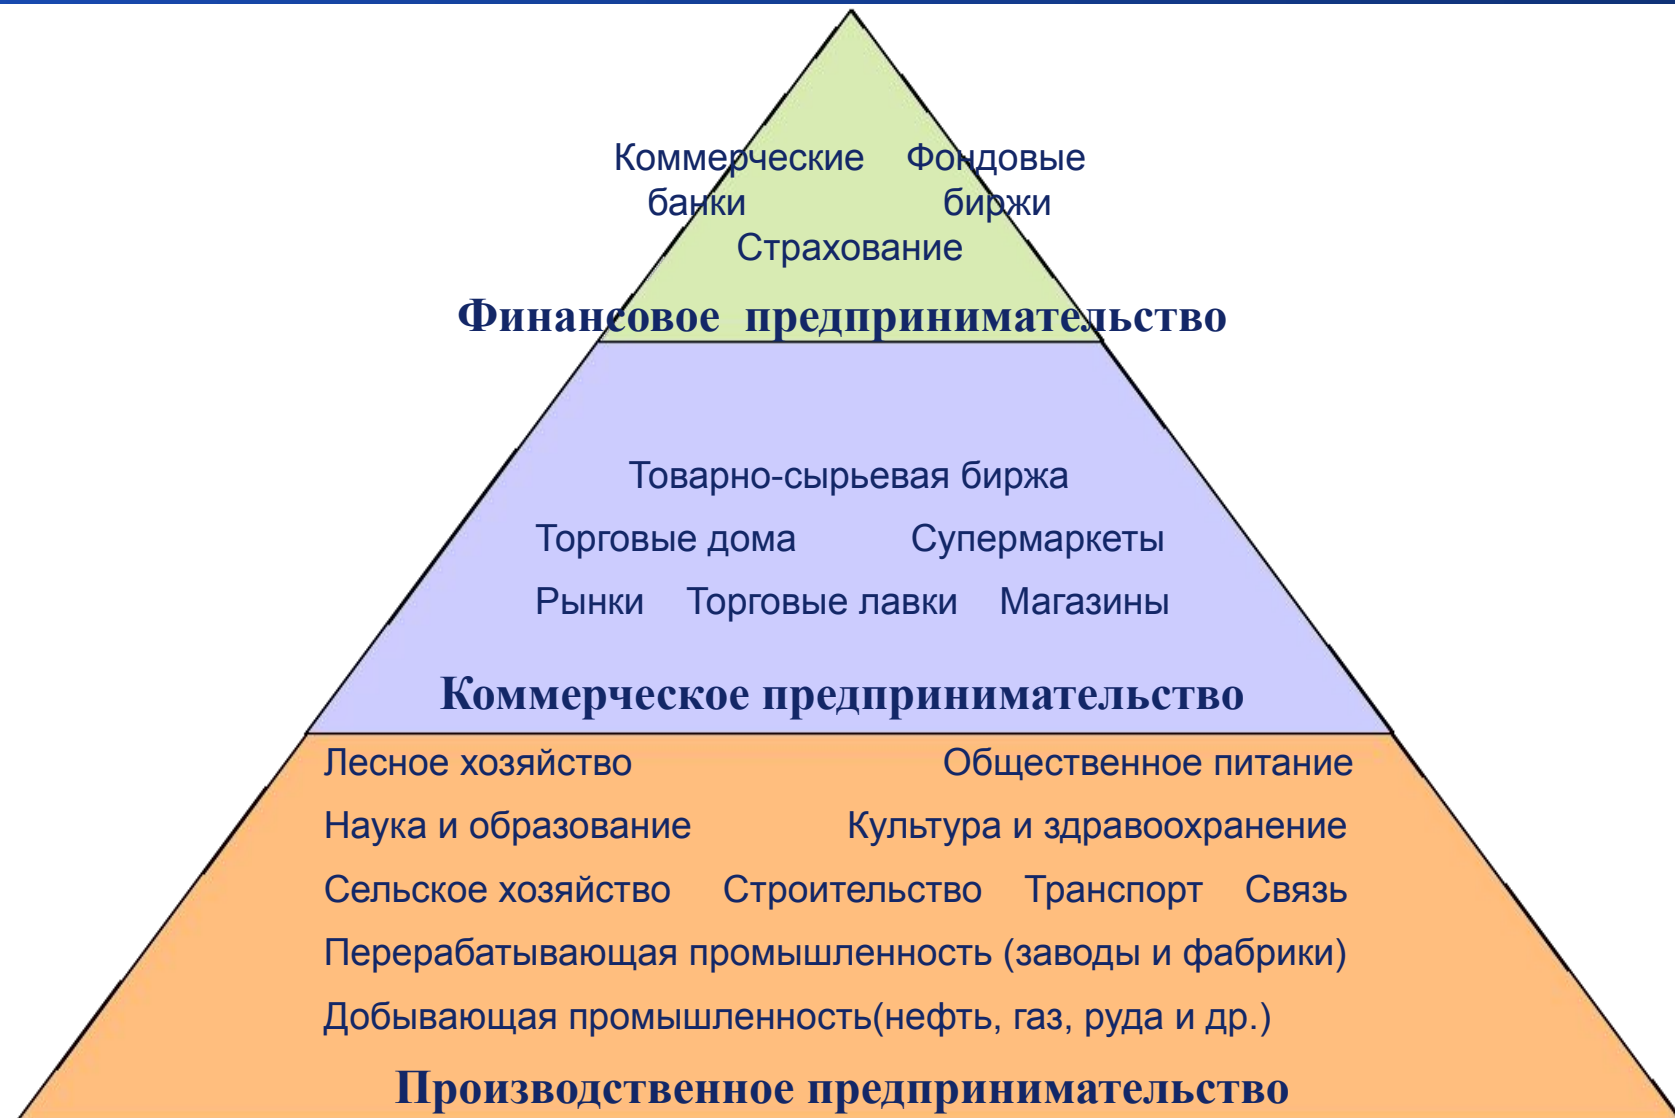 Коммерческие Фондовые
банки биржи
Страхование
Финансовое предпринимательство
Товарно-сырьевая биржа
Торговые дома Супермаркеты
Рынки Торговые лавки Магазины
Коммерческое предпринимательство
Лесное хозяйство Общественное питание
Наука и образование Культура и здравоохранение
Сельское хозяйство Строительство Транспорт Связь
Перерабатывающая промышленность (заводы и фабрики)
Добывающая промышленность(нефть, газ, руда и др.)
Производственное предпринимательство